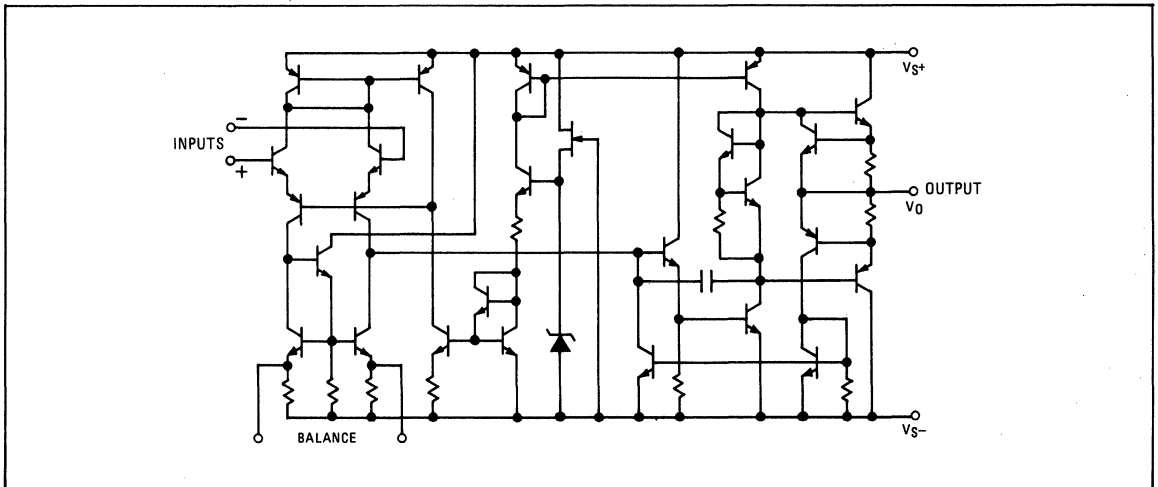 VS+
−
INPUTS
+
OUTPUT
VO
BALANCE
VS−